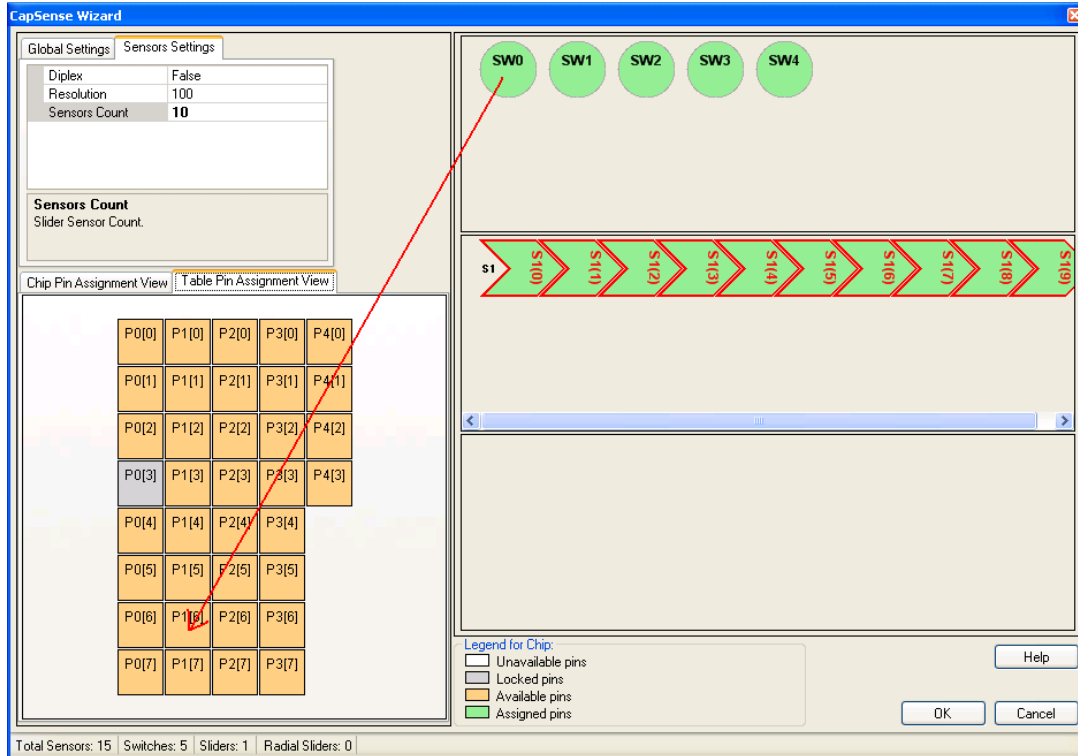 CapSense Wizard
Global Settings Sensors Settings
Diplex False
Resolution 100
Sensors Count 10
Sensors Count
Slider Sensor Count.
Chip Pin Assignment View Table Pin Assignment View
P0[0] P1[0] P2[0] P3[0] P4[0]
P0[1] P1[1] P2[1] P3[1] P4[1]
P0[2] P1[2] P2[2] P3[2] P4[2]
P0[3] P1[3] P2[3] P3[3] P4[3]
P0[4] P1[4] P2[4] P3[4]
P0[5] P1[5] P2[5] P3[5]
P0[6] P1[6] P2[6] P3[6]
P0[7] P1[7] P2[7] P3[7]
SW0 SW1 SW2 SW3 SW4
S1 S1(0) S1(1) S1(2) S1(3) S1(4) S1(5) S1(6) S1(7) S1(8) S1(9)
Legend for Chip:
Unavailable pins
Locked pins
Available pins
Assigned pins
Help
OK Cancel
Total Sensors: 15 Switches: 5 Sliders: 1 Radial Sliders: 0